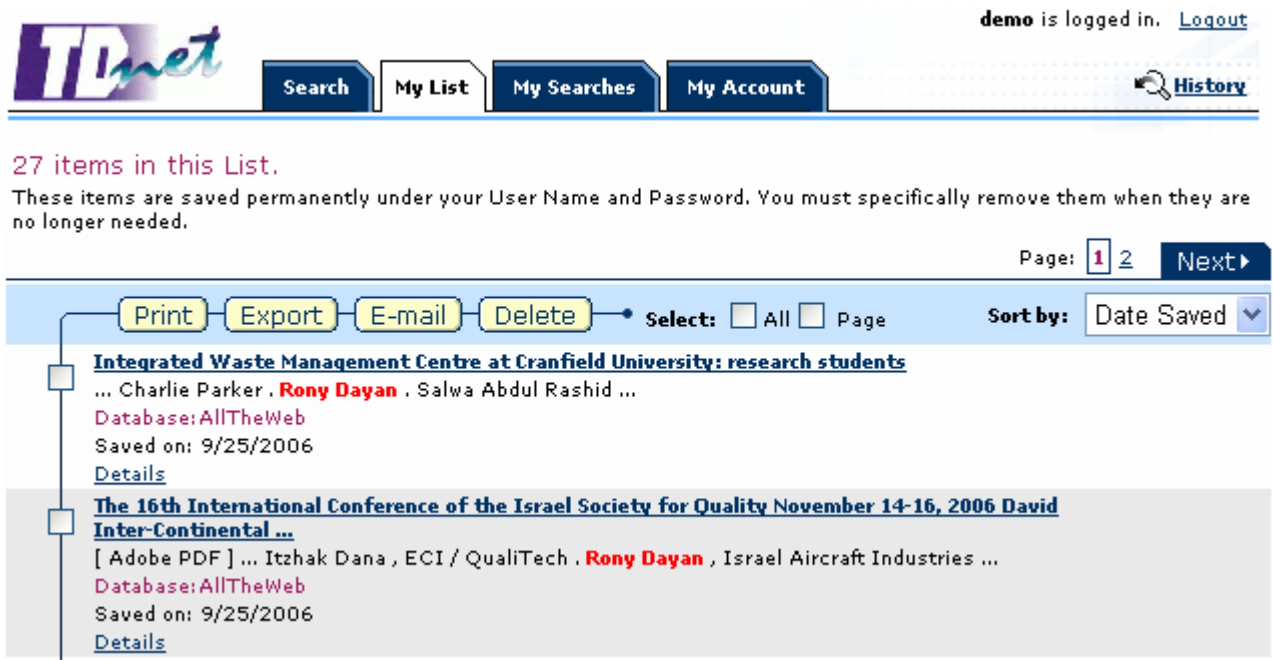 demo is logged in. Logout
TDnet
Search My List My Searches My Account History
27 items in this List.
These items are saved permanently under your User Name and Password. You must specifically remove them when they are
no longer needed.
Page: 1 2 Next
Print Export E-mail Delete Select: All Page Sort by: Date Saved
Integrated Waste Management Centre at Cranfield University: research students
... Charlie Parker . Rony Dayan . Salwa Abdul Rashid ...
Database:AllTheWeb
Saved on: 9/25/2006
Details
The 16th International Conference of the Israel Society for Quality November 14-16, 2006 David
Inter-Continental ...
[ Adobe PDF ] ... Itzhak Dana , ECI / QualiTech . Rony Dayan , Israel Aircraft Industries ...
Database:AllTheWeb
Saved on: 9/25/2006
Details